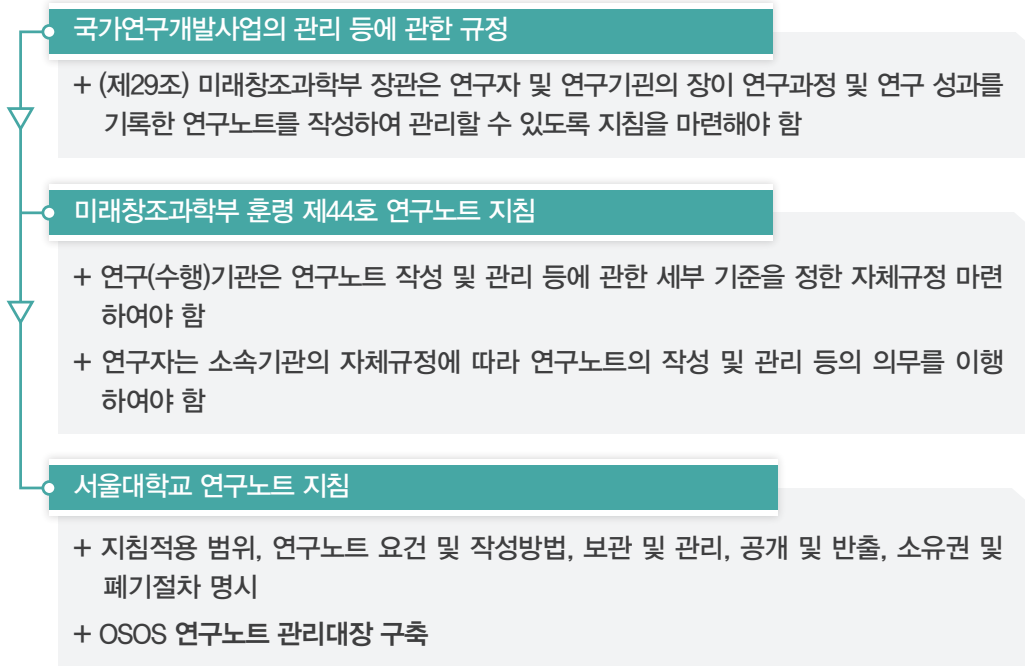 국가연구개발사업의 관리 등에 관한 규정
+ (제29조) 미래창조과학부 장관은 연구자 및 연구기괸의 장이 연구과정 및 연구 성과를
기록한 연구노트를 작성하여 관리할 수 있도록 지침을 마련해야 함
미래창조과학부 훈령 제44호 연구노트 지침
+ 연구(수행)기관은 연구노트 작성 및 관리 등에 관한 세부 기준을 정한 자체규정 마련
하여야 함
+ 연구자는 소속기관의 자체규정에 따라 연구노트의 작성 및 관리 등의 의무를 이행
하여야 함
서울대학교 연구노트 지침
+ 지침적용 범위, 연구노트 요건 및 작성방법, 보관 및 관리, 공개 및 반출, 소유권 및
폐기절차 명시
+ OSOS 연구노트 관리대장 구축